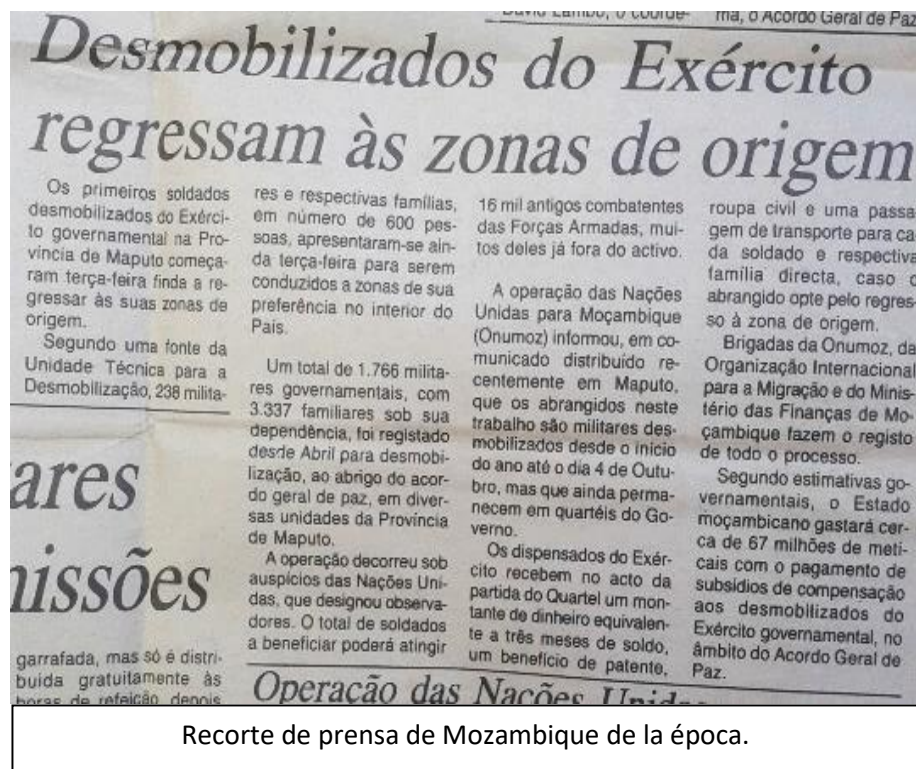 David Lambo, o coorde-
ma, o Acordo Geral de Paz
Desmobilizados do Exército
regressam às zonas de origem
Os primeiros soldados
desmobilizados do Exérci-
to governamental na Pro-
víncia de Maputo começa-
ram terça-feira finda a re-
gressar às suas zonas de
origem.
Segundo uma fonte da
Unidade Técnica para a
Desmobilização, 238 milita-
res e respectivas famílias,
em número de 600 pes-
soas, apresentaram-se ain-
da terça-feira para serem
conduzidos a zonas de sua
preferência no interior do
País.
Um total de 1.766 milita-
res governamentais, com
3.337 familiares sob sua
dependência, foi registado
desde Abril para desmobi-
lização, ao abrigo do acor-
do geral de paz, em diver-
sas unidades da Província
de Maputo.
A operação decorreu sob
auspícios das Nações Uni-
das, que designou observa-
dores. O total de soldados
a beneficiar poderá atingir
16 mil antigos combatentes
das Forças Armadas, mui-
tos deles já fora do activo.
A operação das Nações
Unidas para Moçambique
(Onumoz) informou, em co-
municado distribuído re-
centemente em Maputo,
que os abrangidos neste
trabalho são militares des-
mobilizados desde o início
do ano até o dia 4 de Outu-
bro, mas que ainda perma-
necem em quartéis do Go-
verno.
Os dispensados do Exér-
cito recebem no acto da
partida do Quartel um mon-
tante de dinheiro equivalen-
te a três meses de soldo,
um benefício de patente,
roupa civil e uma passa-
gem de transporte para ca-
da soldado e respectiva
família directa, caso o
abrangido opte pelo regres-
so à zona de origem.
Brigadas da Onumoz, da
Organização Internacional
para a Migração e do Minis-
tério das Finanças de Mo-
çambique fazem o registo
de todo o processo.
Segundo estimativas go-
vernamentais, o Estado
moçambicano gastará cer-
ca de 67 milhões de meti-
cais com o pagamento de
subsídios de compensação
aos desmobilizados do
Exército governamental, no
âmbito do Acordo Geral de
Paz.
ares
issões
garrafada, mas só é distri-
buída gratuitamente às
horas de refeição, depois
Operação das Nações Unidas
Recorte de prensa de Mozambique de la época.